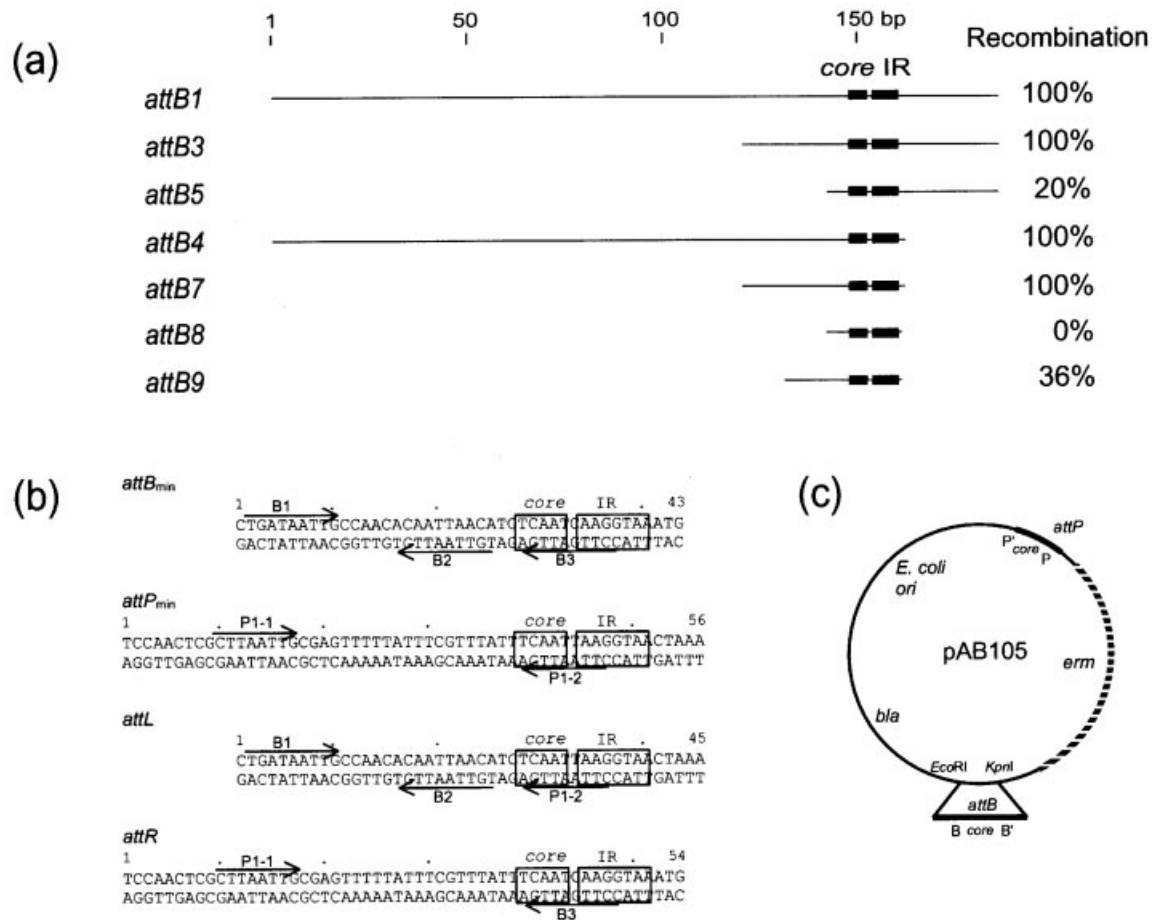 1 50 100 150 bp
(a)
core IR Recombination
attB1 100%
attB3 100%
attB5 20%
attB4 100%
attB7 100%
attB8 0%
attB9 36%
(b)
attBmin
1 B1 . . core IR . 43
CTGATAATTGCCAACACAATTAACATCTCAATCAAGGTAAATG
GACTATTAACGGTTGTGTTAATTGTAGAGTTAGTTCCATTTAC
B2 B3
attPmin
1 . P1-1 . . core IR . 56
TCCAACTCGCTTAATTGCGAGTTTTTATTTCGTTTATTTCAATTAAGGTAACTAAA
AGGTTGAGCGAATTAACGCTCAAAAATAAAGCAAATAAAGTTAATTCCATTGATTT
P1-2
attL
1 B1 . . core IR . 45
CTGATAATTGCCAACACAATTAACATCTCAATTAAGGTAACTAAA
GACTATTAACGGTTGTGTTAATTGTAGAGTTAATTCCATTGATTT
B2 P1-2
attR
1 . P1-1 . . core IR . 54
TCCAACTCGCTTAATTGCGAGTTTTTATTTCGTTTATTTCAATCAAGGTAAATG
AGGTTGAGCGAATTAACGCTCAAAAATAAAGCAAATAAAGTTAGTTCCATTTAC
B3
(c)
attP
P' core P
E. coli
ori
pAB105
erm
bla
EcoRI KpnI
attB
B core B'